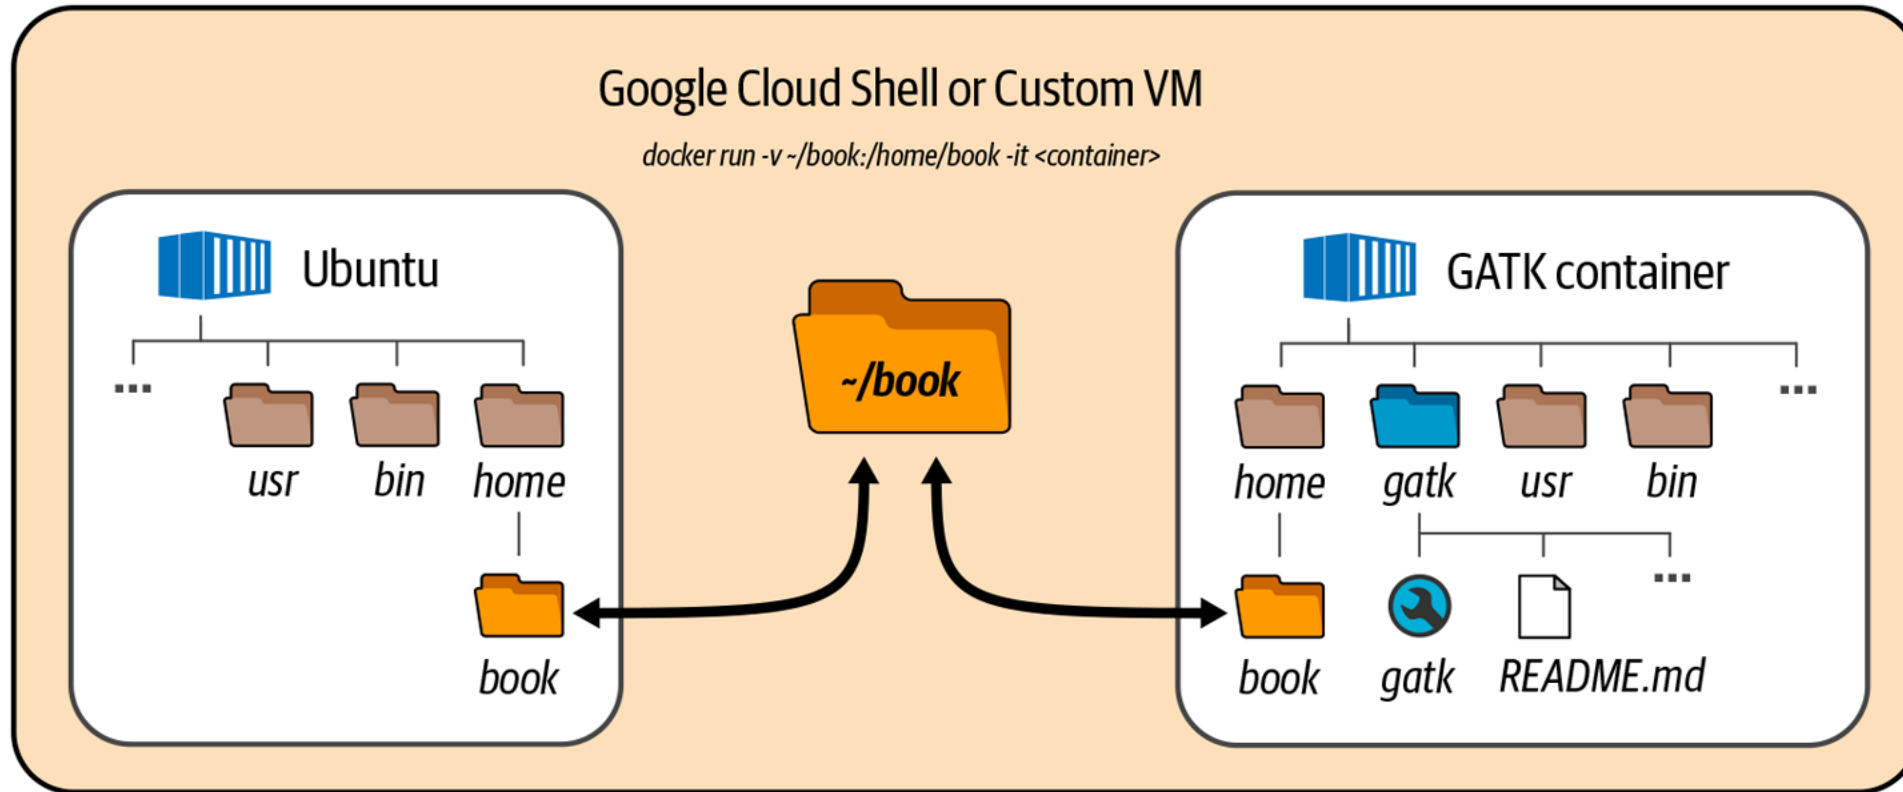 Google Cloud Shell or Custom VM
docker run -v ~/book:/home/book -it <container>
Ubuntu
...
usr
bin
home
book
~/book
GATK container
home
gatk
usr
bin
...
book
gatk
README.md
...